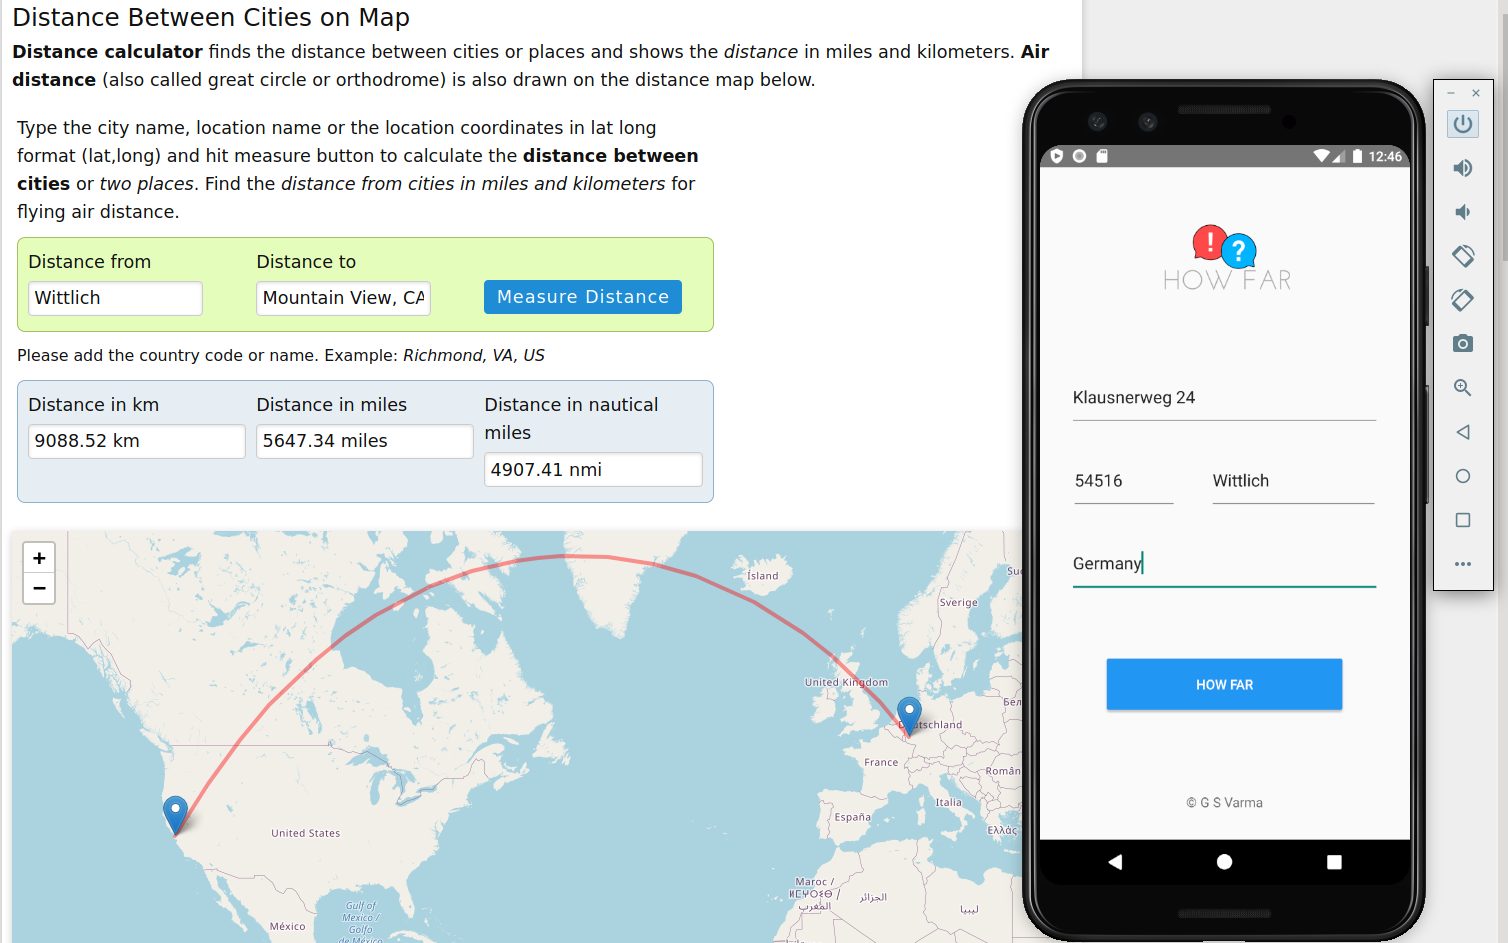 Distance Between Cities on Map
Distance calculator finds the distance between cities or places and shows the distance in miles and kilometers. Air
distance (also called great circle or orthodrome) is also drawn on the distance map below.
Type the city name, location name or the location coordinates in lat long
format (lat,long) and hit measure button to calculate the distance between
cities or two places. Find the distance from cities in miles and kilometers for
flying air distance.
Distance from
Distance to
Wittlich
Mountain View, CA
Measure Distance
Please add the country code or name. Example: Richmond, VA, US
Distance in km
Distance in miles
Distance in nautical
miles
9088.52 km
5647.34 miles
4907.41 nmi
+
−
Ísland
Sverige
United Kingdom
Deutschland
France
Român
Italia
España
Ελλάς
United States
Maroc /
ⵍⵎⵖⵔⵉⴱ /
المغرب
الجزائر
ليبيا
México
Gulf of
Mexico /
Golfo
de México
12:46
! ?
HOW FAR
Klausnerweg 24
54516
Wittlich
Germany
HOW FAR
© G S Varma